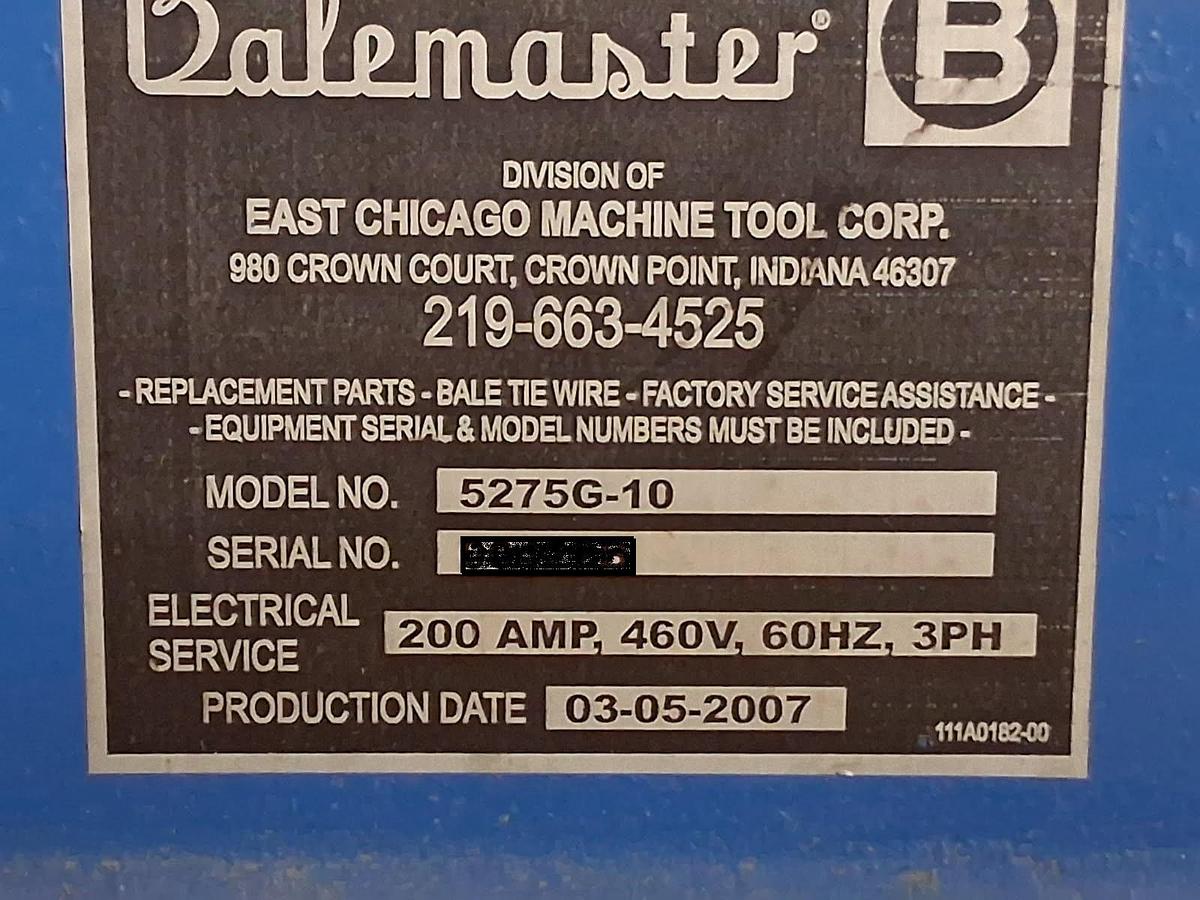 Balemaster®
B
DIVISION OF
EAST CHICAGO MACHINE TOOL CORP.
980 CROWN COURT, CROWN POINT, INDIANA 46307
219-663-4525
- REPLACEMENT PARTS - BALE TIE WIRE - FACTORY SERVICE ASSISTANCE -
- EQUIPMENT SERIAL & MODEL NUMBERS MUST BE INCLUDED -
MODEL NO. 5275G-10
SERIAL NO.
ELECTRICAL SERVICE 200 AMP, 460V, 60HZ, 3PH
PRODUCTION DATE 03-05-2007
111A0182-00